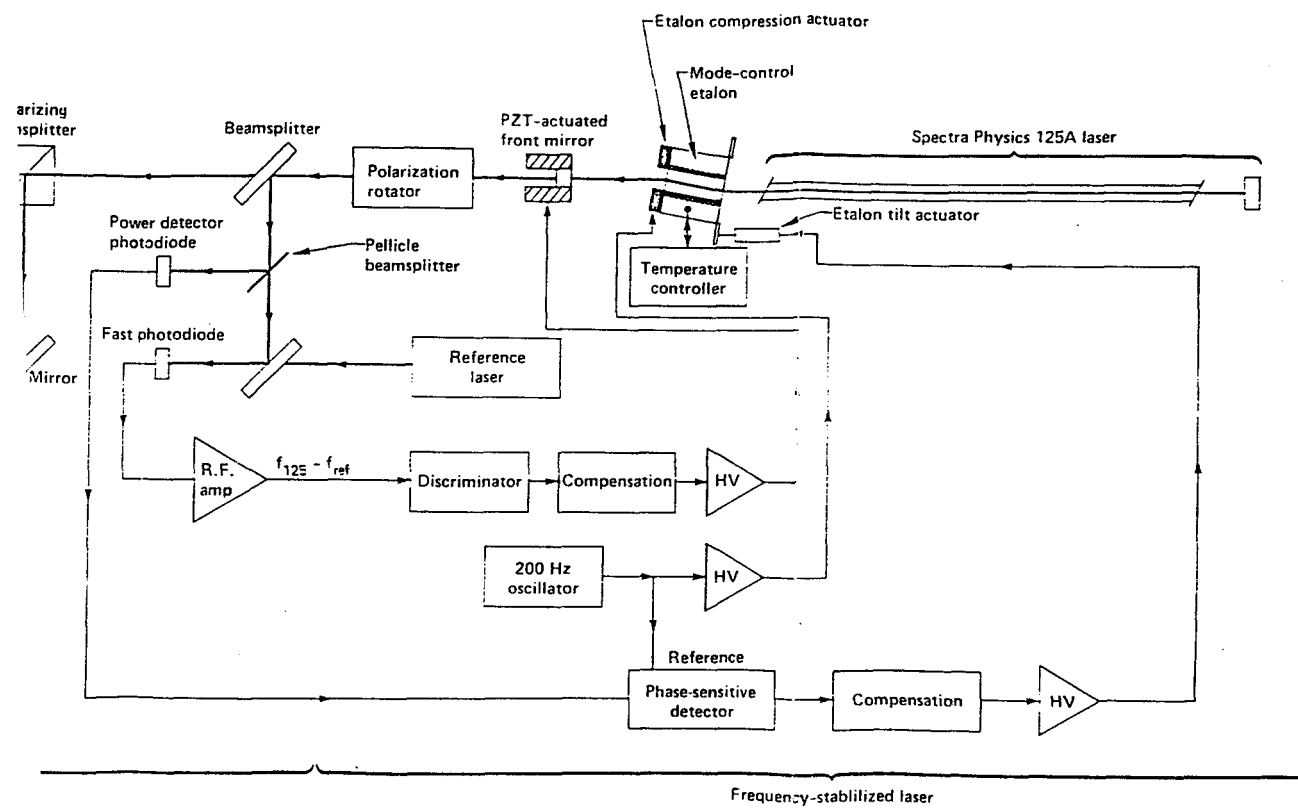 Etalon compression actuator
Mode-control
etalon
arizing
nsplitter
Beamsplitter
PZT-actuated
front mirror
Spectra Physics 125A laser
Polarization
rotator
Power detector
photodiode
Pellicle
beamsplitter
Etalon tilt actuator
Temperature
controller
Fast photodiode
Mirror
Reference
laser
R.F.
amp
f125 - fref
Discriminator
Compensation
HV
200 Hz
oscillator
HV
Reference
Phase-sensitive
detector
Compensation
HV
Frequency-stablilized laser